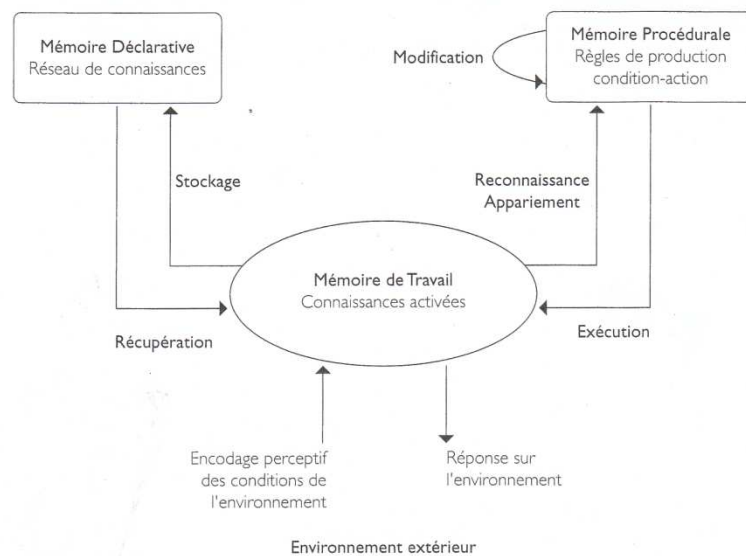 Mémoire Déclarative
Réseau de connaissances
Modification
Mémoire Procédurale
Règles de production
condition-action
Stockage
Reconnaissance
Appariement
Mémoire de Travail
Connaissances activées
Récupération
Exécution
Encodage perceptif
des conditions de
l'environnement
Réponse sur
l'environnement
Environnement extérieur